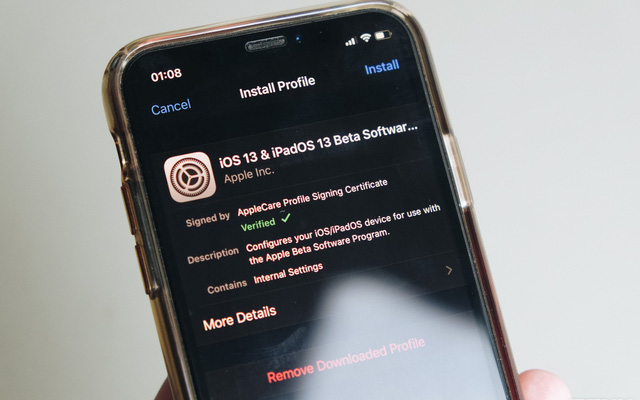 01:08
Cancel
Install Profile
Install
iOS 13 & iPadOS 13 Beta Softwar...
Apple Inc.
Signed by AppleCare Profile Signing Certificate
Verified ✓
Description Configures your iOS/iPadOS device for use with
the Apple Beta Software Program.
Contains Internal Settings
More Details
Remove Downloaded Profile